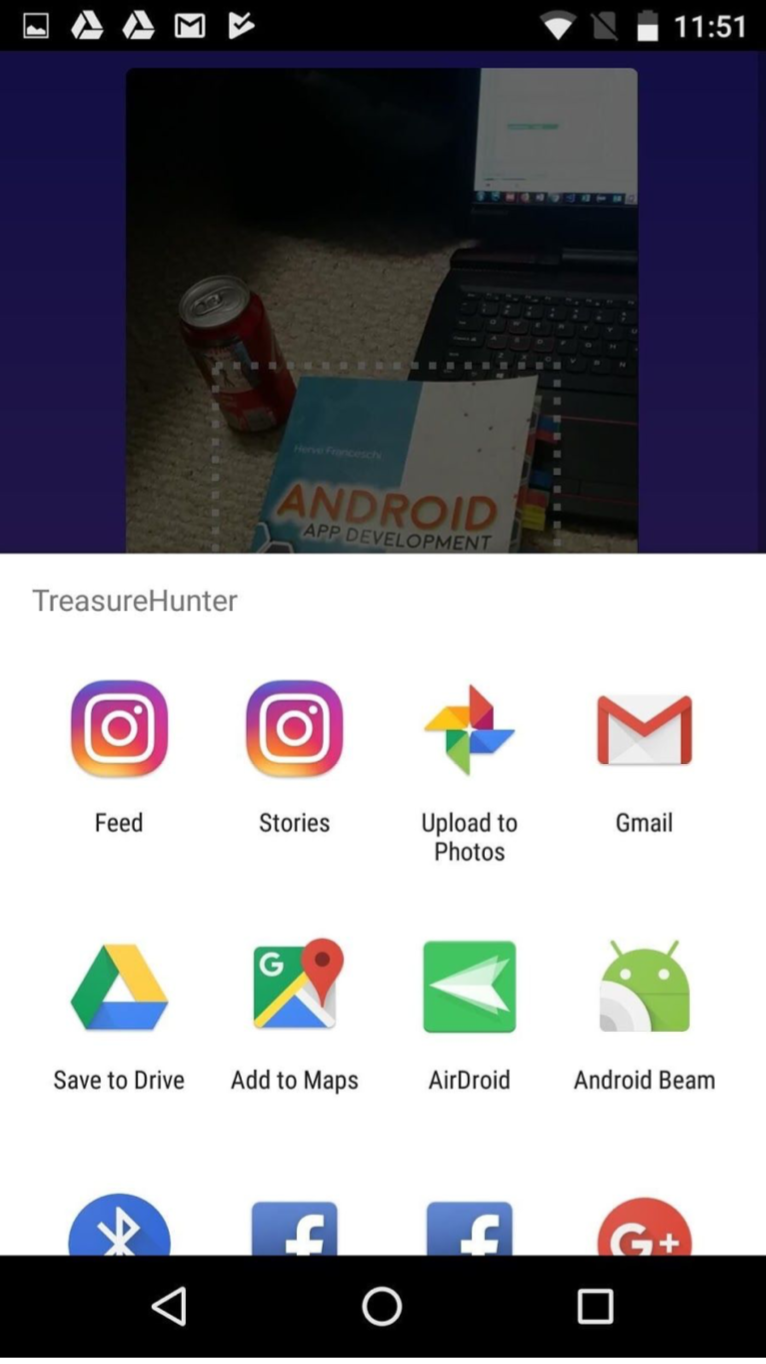 11:51
Hervé Franceschi
ANDROID
APP DEVELOPMENT
TreasureHunter
Feed
Stories
Upload to
Photos
Gmail
G
Save to Drive
Add to Maps
AirDroid
Android Beam
f
f
G+